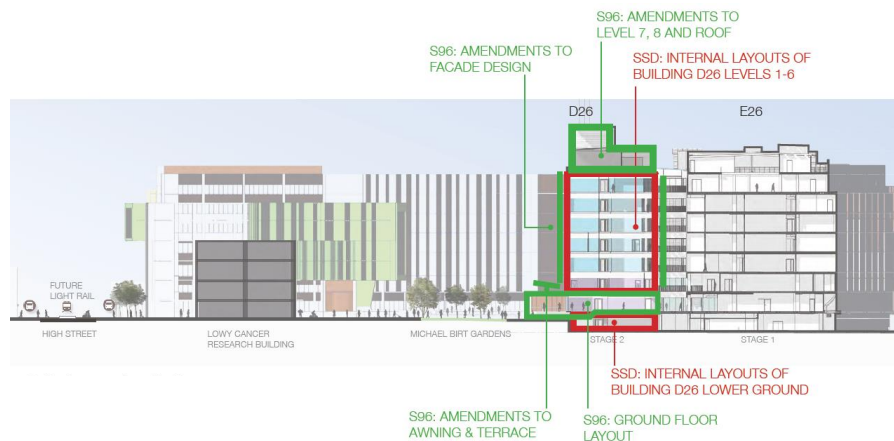 S96: AMENDMENTS TO
LEVEL 7, 8 AND ROOF
S96: AMENDMENTS TO
FACADE DESIGN
SSD: INTERNAL LAYOUTS OF
BUILDING D26 LEVELS 1-6
D26
E26
FUTURE
LIGHT RAIL
HIGH STREET
LOWY CANCER
RESEARCH BUILDING
MICHAEL BIRT GARDENS
STAGE 2
STAGE 1
SSD: INTERNAL LAYOUTS OF
BUILDING D26 LOWER GROUND
S96: AMENDMENTS TO
AWNING & TERRACE
S96: GROUND FLOOR
LAYOUT